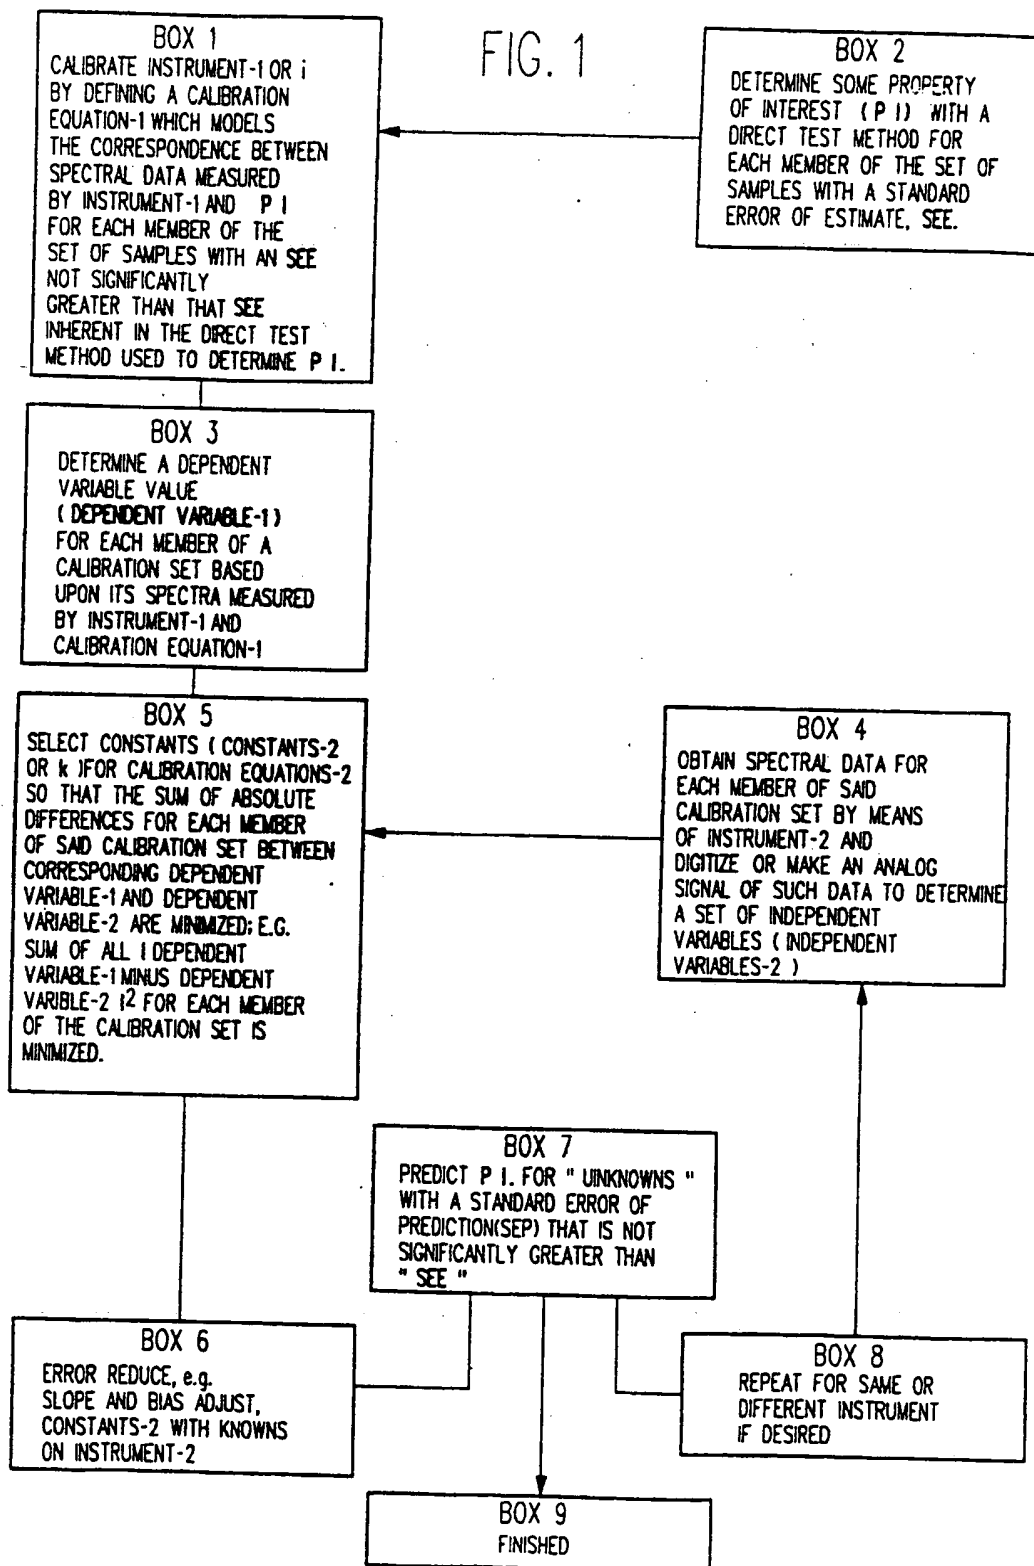 FIG. 1
BOX 1
CALIBRATE INSTRUMENT-1 OR i
BY DEFINING A CALIBRATION
EQUATION-1 WHICH MODELS
THE CORRESPONDENCE BETWEEN
SPECTRAL DATA MEASURED
BY INSTRUMENT-1 AND P I
FOR EACH MEMBER OF THE
SET OF SAMPLES WITH AN SEE
NOT SIGNIFICANTLY
GREATER THAN THAT SEE
INHERENT IN THE DIRECT TEST
METHOD USED TO DETERMINE P I.
BOX 2
DETERMINE SOME PROPERTY
OF INTEREST (P I) WITH A
DIRECT TEST METHOD FOR
EACH MEMBER OF THE SET OF
SAMPLES WITH A STANDARD
ERROR OF ESTIMATE, SEE.
BOX 3
DETERMINE A DEPENDENT
VARIABLE VALUE
( DEPENDENT VARIABLE-1 )
FOR EACH MEMBER OF A
CALIBRATION SET BASED
UPON ITS SPECTRA MEASURED
BY INSTRUMENT-1 AND
CALIBRATION EQUATION-1
BOX 5
SELECT CONSTANTS ( CONSTANTS-2
OR k )FOR CALIBRATION EQUATIONS-2
SO THAT THE SUM OF ABSOLUTE
DIFFERENCES FOR EACH MEMBER
OF SAID CALIBRATION SET BETWEEN
CORRESPONDING DEPENDENT
VARIABLE-1 AND DEPENDENT
VARIABLE-2 ARE MINIMIZED; E.G.
SUM OF ALL | DEPENDENT
VARIABLE-1 MINUS DEPENDENT
VARIBLE-2 |² FOR EACH MEMBER
OF THE CALIBRATION SET IS
MINIMIZED.
BOX 4
OBTAIN SPECTRAL DATA FOR
EACH MEMBER OF SAID
CALIBRATION SET BY MEANS
OF INSTRUMENT-2 AND
DIGITIZE OR MAKE AN ANALOG
SIGNAL OF SUCH DATA TO DETERMINE
A SET OF INDEPENDENT
VARIABLES ( INDEPENDENT
VARIABLES-2 )
BOX 7
PREDICT P I. FOR " UINKNOWNS "
WITH A STANDARD ERROR OF
PREDICTION(SEP) THAT IS NOT
SIGNIFICANTLY GREATER THAN
" SEE "
BOX 6
ERROR REDUCE, e.g.
SLOPE AND BIAS ADJUST,
CONSTANTS-2 WITH KNOWNS
ON INSTRUMENT-2
BOX 8
REPEAT FOR SAME OR
DIFFERENT INSTRUMENT
IF DESIRED
BOX 9
FINISHED